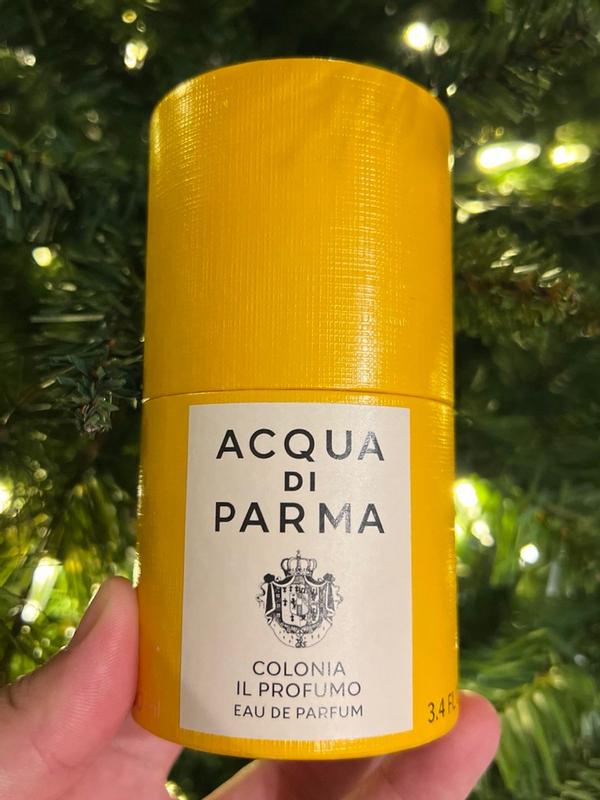 ACQUA
DI
PARMA
COLONIA
IL PROFUMO
EAU DE PARFUM
3.4 FL